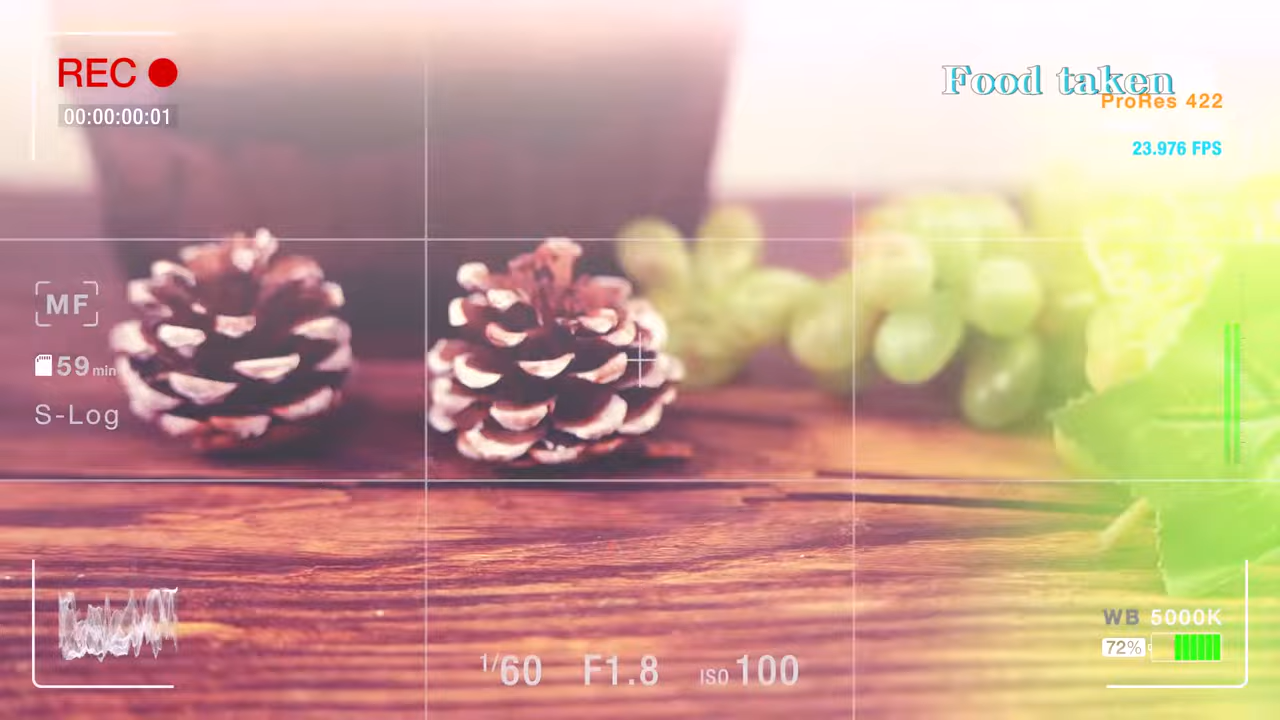 REC
00:00:00:01
Food taken
ProRes 422
23.976 FPS
MF
59 min
S-Log
1/60 F1.8 ISO 100
WB 5000K
72%